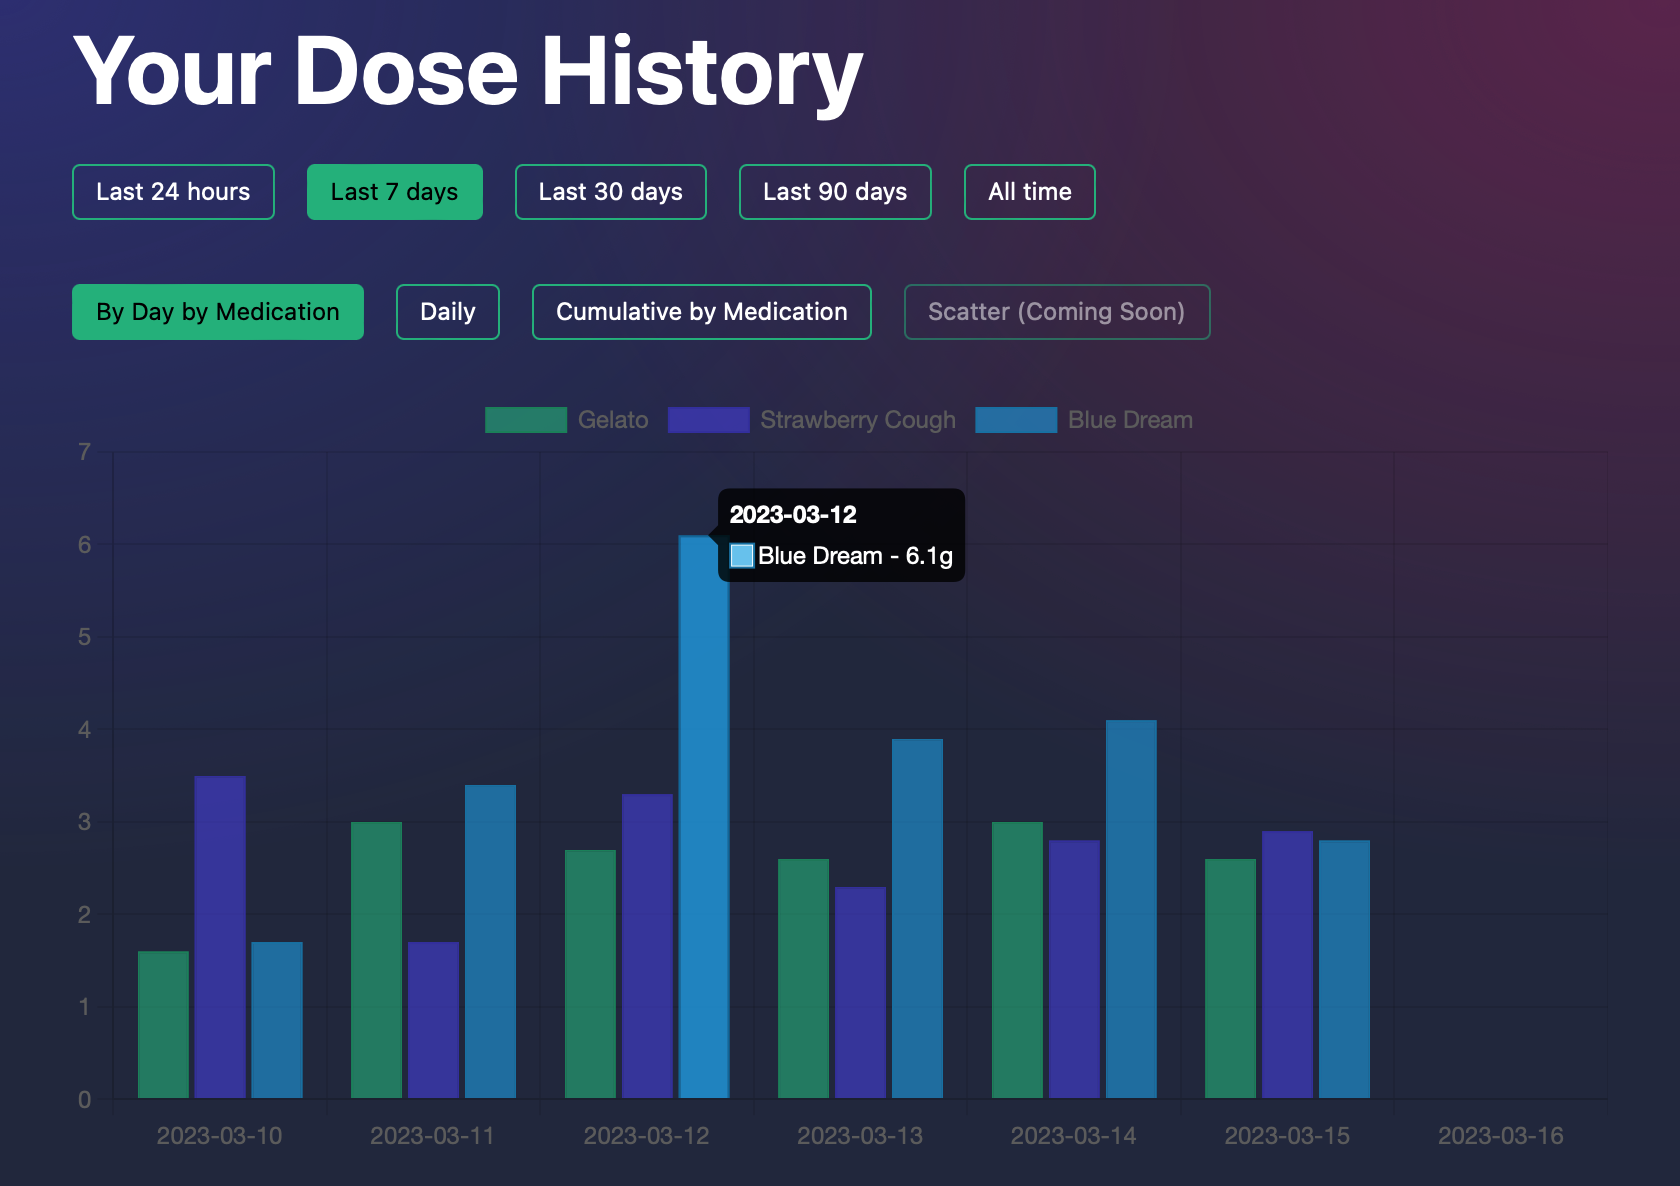 Your Dose History
Last 24 hours Last 7 days Last 30 days Last 90 days All time
By Day by Medication Daily Cumulative by Medication Scatter (Coming Soon)
Gelato Strawberry Cough Blue Dream
7
2023-03-12
6
Blue Dream - 6.1g
5
4
3
2
1
0
2023-03-10 2023-03-11 2023-03-12 2023-03-13 2023-03-14 2023-03-15 2023-03-16